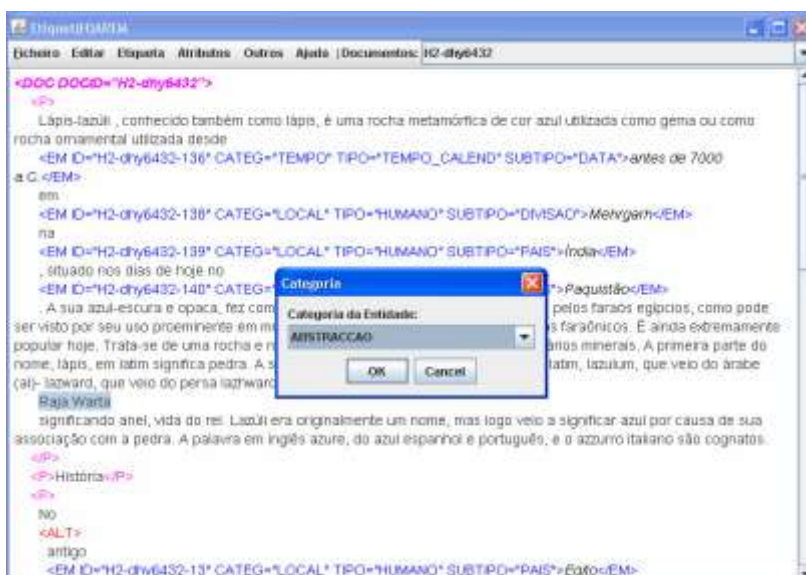 EtiquetHAREM
Ficheiro Editar Etiqueta Atributos Outros Ajuda |Documentos: H2-dhy6432
<DOC DOCID="H2-dhy6432">
<P>
Lápis-lazúli , conhecido também como lápis, é uma rocha metamórfica de cor azul utilizada como gema ou como
rocha ornamental utilizada desde
<EM ID="H2-dhy6432-136" CATEG="TEMPO" TIPO="TEMPO_CALEND" SUBTIPO="DATA">antes de 7000
a.C.</EM>
em
<EM ID="H2-dhy6432-138" CATEG="LOCAL" TIPO="HUMANO" SUBTIPO="DIVISAO">Mehrgarh</EM>
na
<EM ID="H2-dhy6432-139" CATEG="LOCAL" TIPO="HUMANO" SUBTIPO="PAIS">Índia</EM>
, situado nos dias de hoje no
<EM ID="H2-dhy6432-140" CATEG=" ">Paquistão</EM>
. A sua azul-escura e opaca, fez com pelos faraós egípcios, como pode
ser visto por seu uso proeminente em faraônicos. É ainda extremamente
popular hoje. Trata-se de uma rocha e n ários minerais. A primeira parte do
nome, lápis, em latim significa pedra. A s latim, lazulum, que veio do árabe
(al)- lazward, que veio do persa lazhward
Raja Warta
significando anel, vida do rei. Lazúli era originalmente um nome, mas logo veio a significar azul por causa de sua
associação com a pedra. A palavra em inglês azure, do azul espanhol e português, e o azzurro italiano são cognatos.
</P>
<P>História</P>
<P>
No
<ALT>
antigo
<EM ID="H2-dhy6432-13" CATEG="LOCAL" TIPO="HUMANO" SUBTIPO="PAIS">Egito</EM>
Categoria
Categoria da Entidade:
ABSTRACCAO
OK Cancel